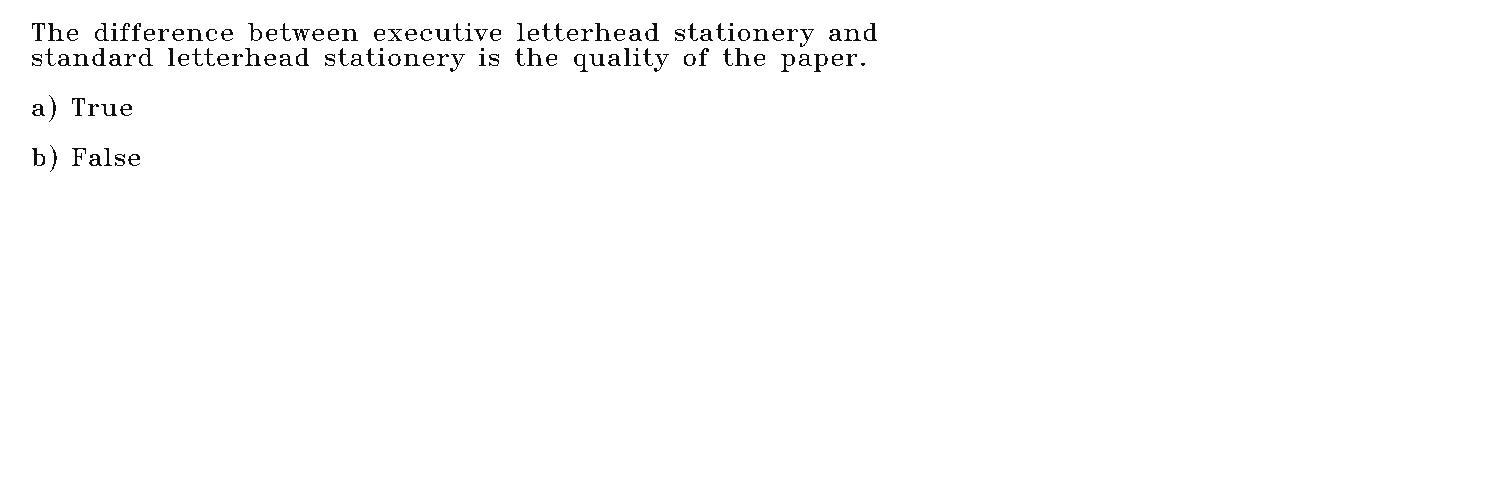 The difference between executive letterhead stationery and
standard letterhead stationery is the quality of the paper.
a) True
b) False